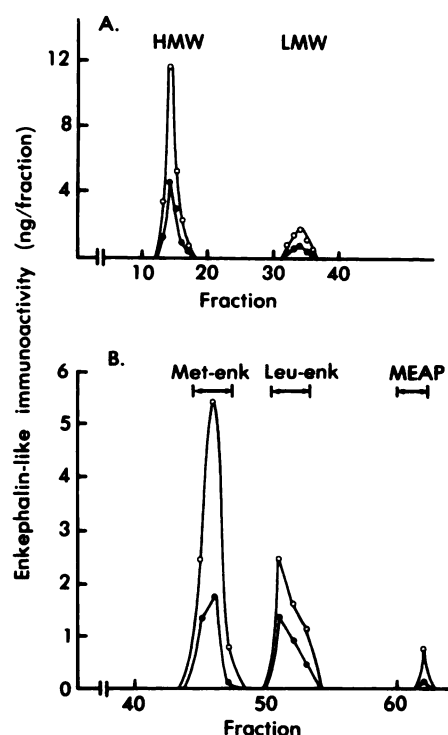 A.
HMW LMW
12
8
4
10 20 30 40
Fraction
Enkephalin-like immunoactivity (ng/fraction)
B.
Met-enk Leu-enk MEAP
6
5
4
3
2
1
0
40 50 60
Fraction